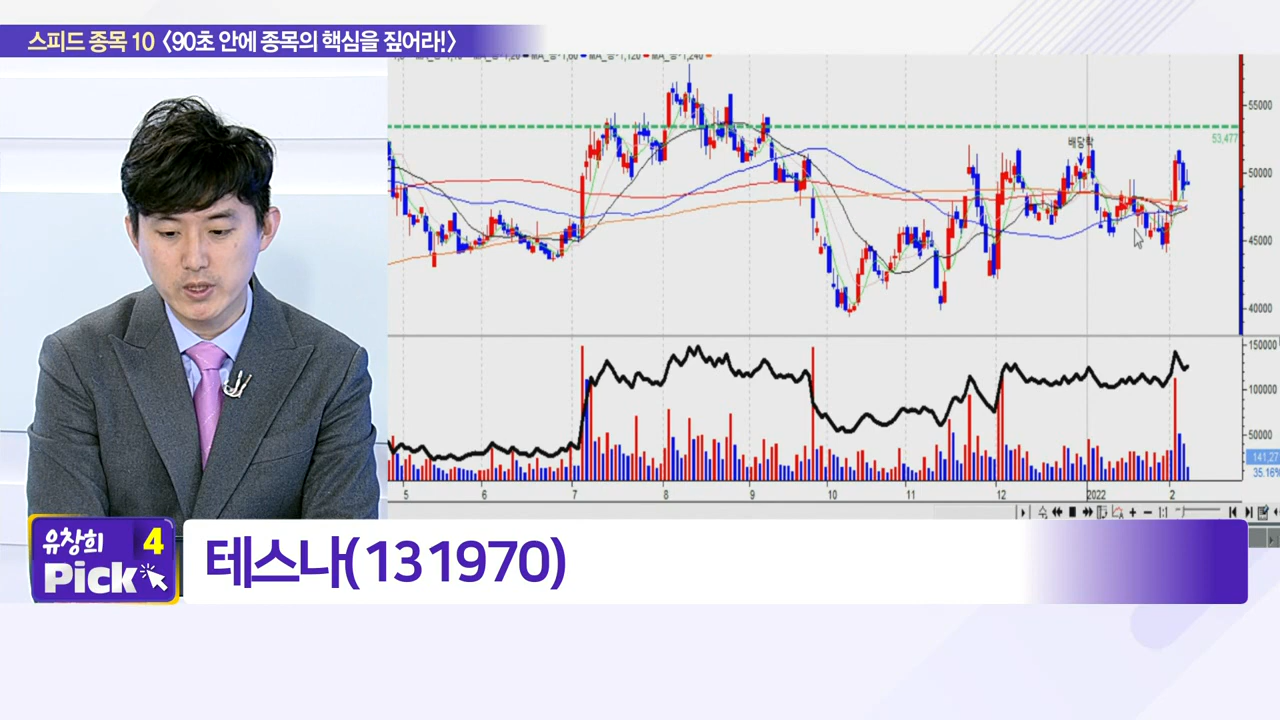 스피드 종목 10 〈90초 안에 종목의 핵심을 짚어라!〉
55000
53,477
배당락
50000
45000
40000
150000
100000
50000
141,27
35.16%
5 6 7 8 9 10 11 12 2022 2
유창희 4
Pick
테스나(131970)